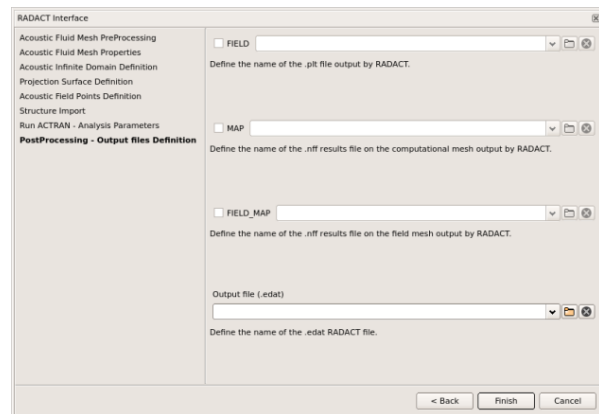 RADACT Interface
Acoustic Fluid Mesh PreProcessing
Acoustic Fluid Mesh Properties
Acoustic Infinite Domain Definition
Projection Surface Definition
Acoustic Field Points Definition
Structure Import
Run ACTRAN - Analysis Parameters
PostProcessing - Output files Definition
FIELD
Define the name of the .plt file output by RADACT.
MAP
Define the name of the .nff results file on the computational mesh output by RADACT.
FIELD_MAP
Define the name of the .nff results file on the field mesh output by RADACT.
Output file (.edat)
Define the name of the .edat RADACT file.
< Back Finish Cancel